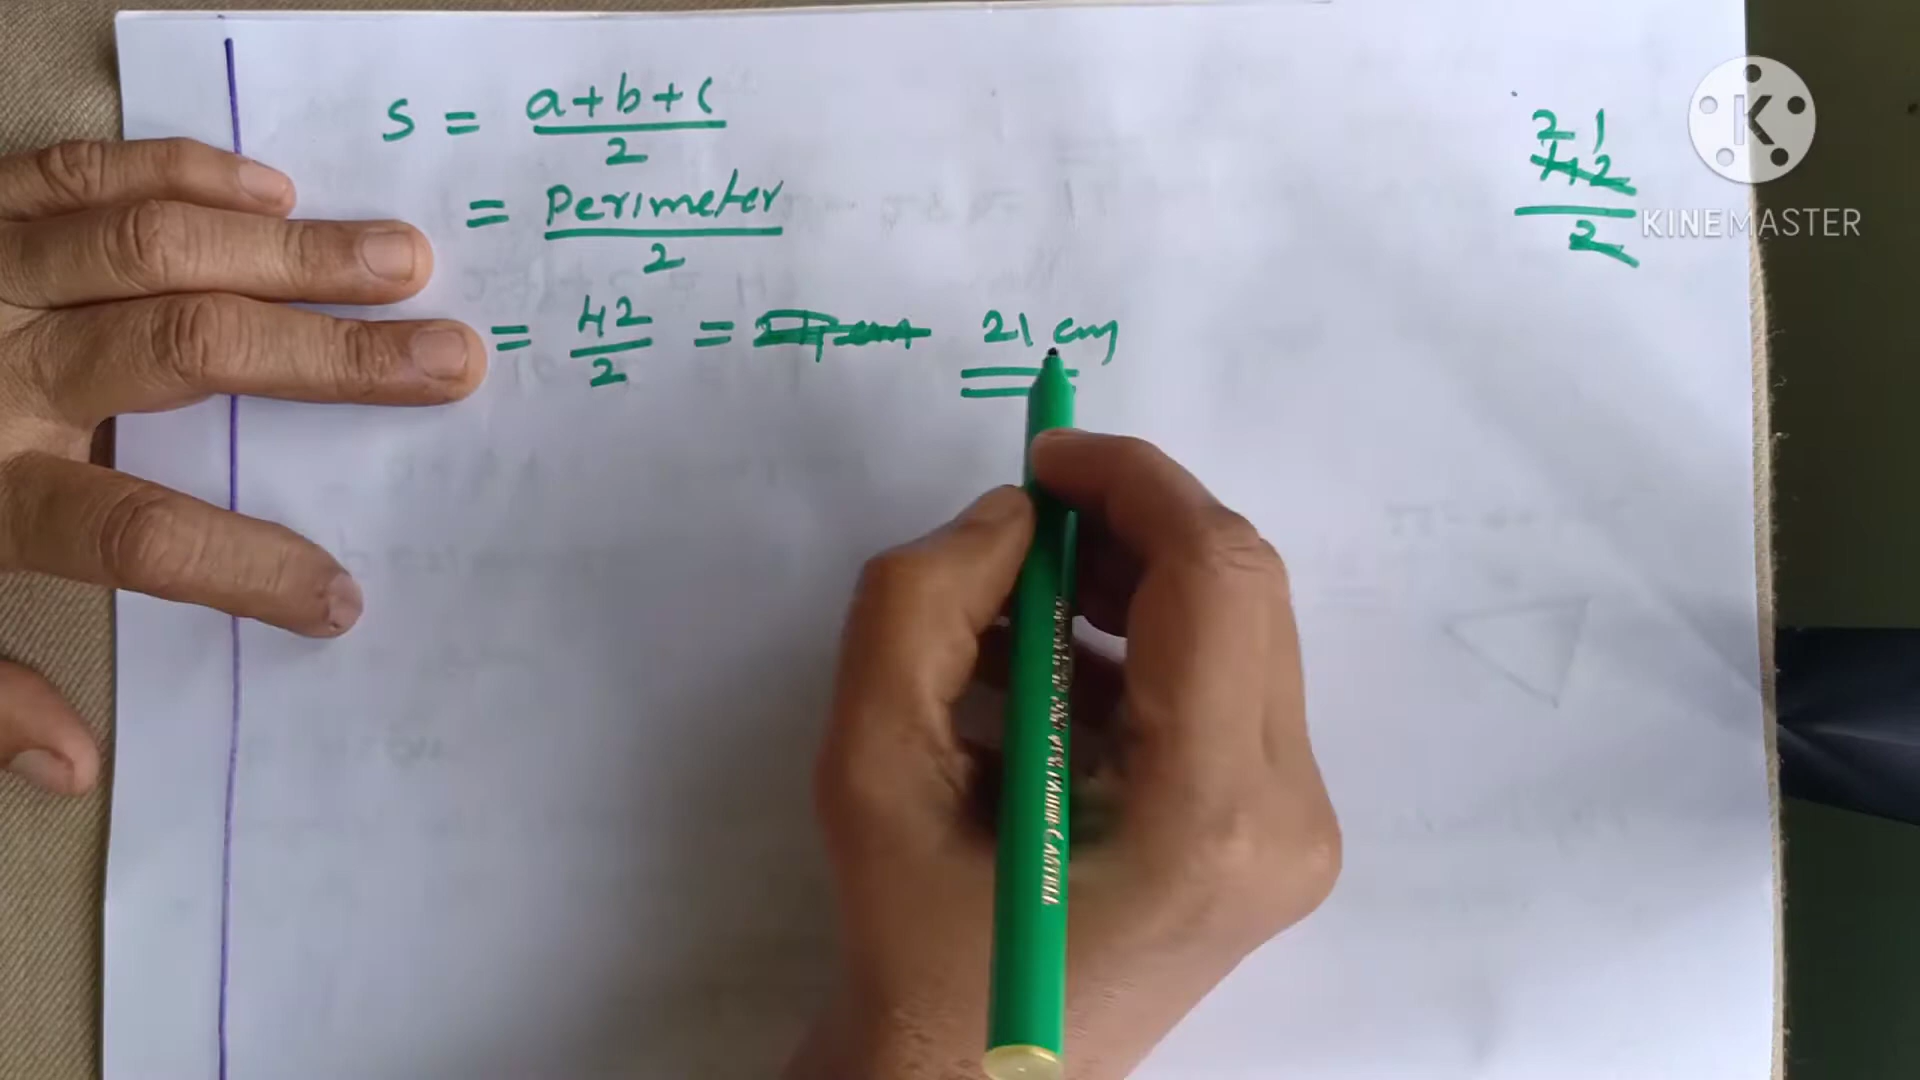 S = a+b+c
2
= Perimeter
2
= 42
2
= 21 cm
21
42
2
K
KINEMASTER